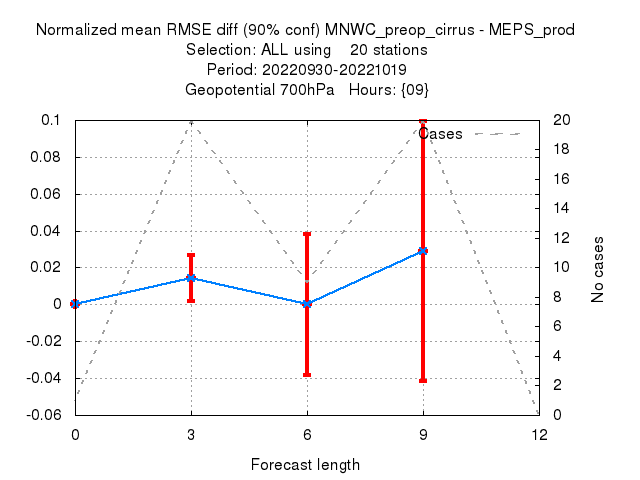 Normalized mean RMSE diff (90% conf) MNWC_preop_cirrus - MEPS_prod
Selection: ALL using    20 stations
Period: 20220930-20221019
Geopotential 700hPa   Hours: {09}
Cases
0.1
0.08
0.06
0.04
0.02
0
-0.02
-0.04
-0.06
20
18
16
14
12
10
8
6
4
2
0
No cases
0 3 6 9 12
Forecast length